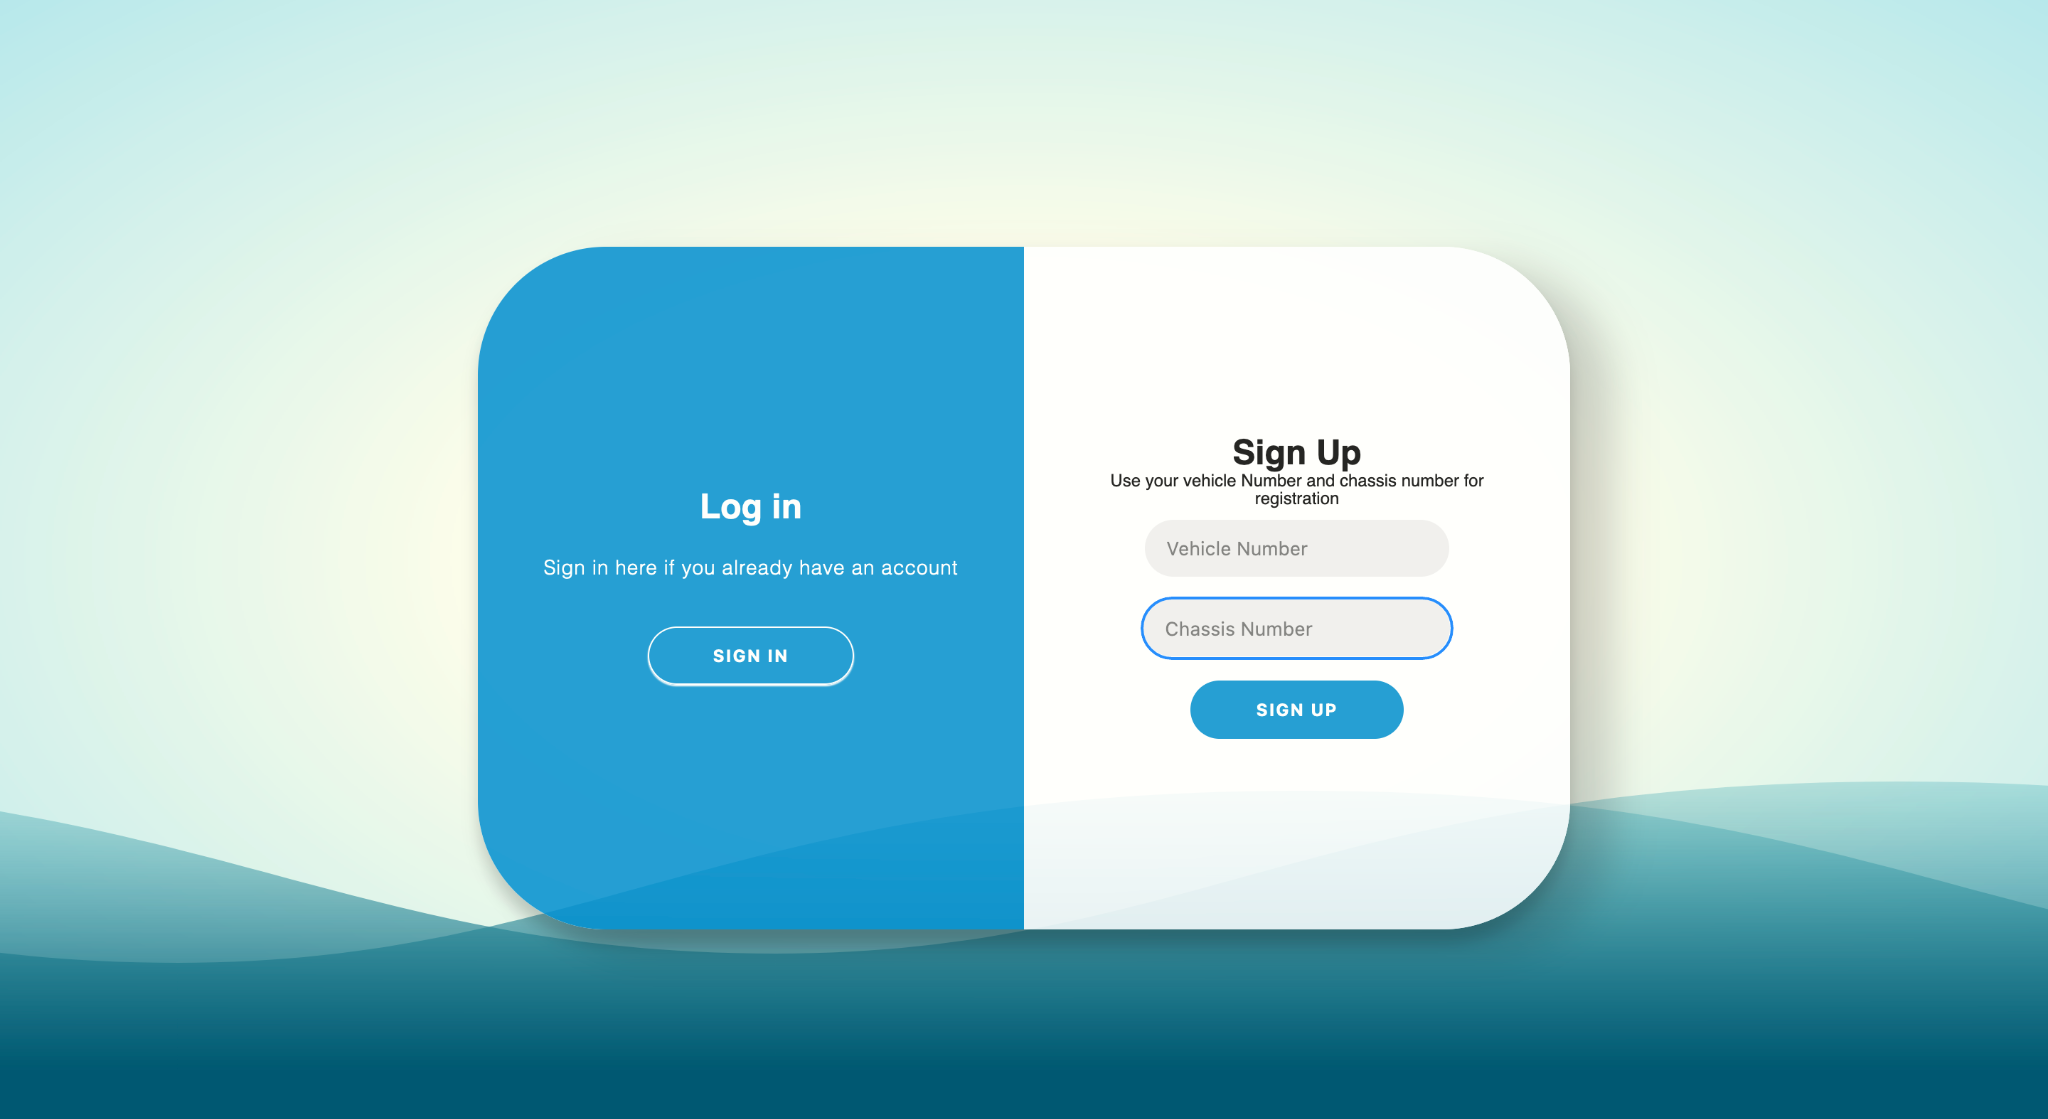 Log in
Sign in here if you already have an account
SIGN IN
Sign Up
Use your vehicle Number and chassis number for
registration
Vehicle Number
Chassis Number
SIGN UP